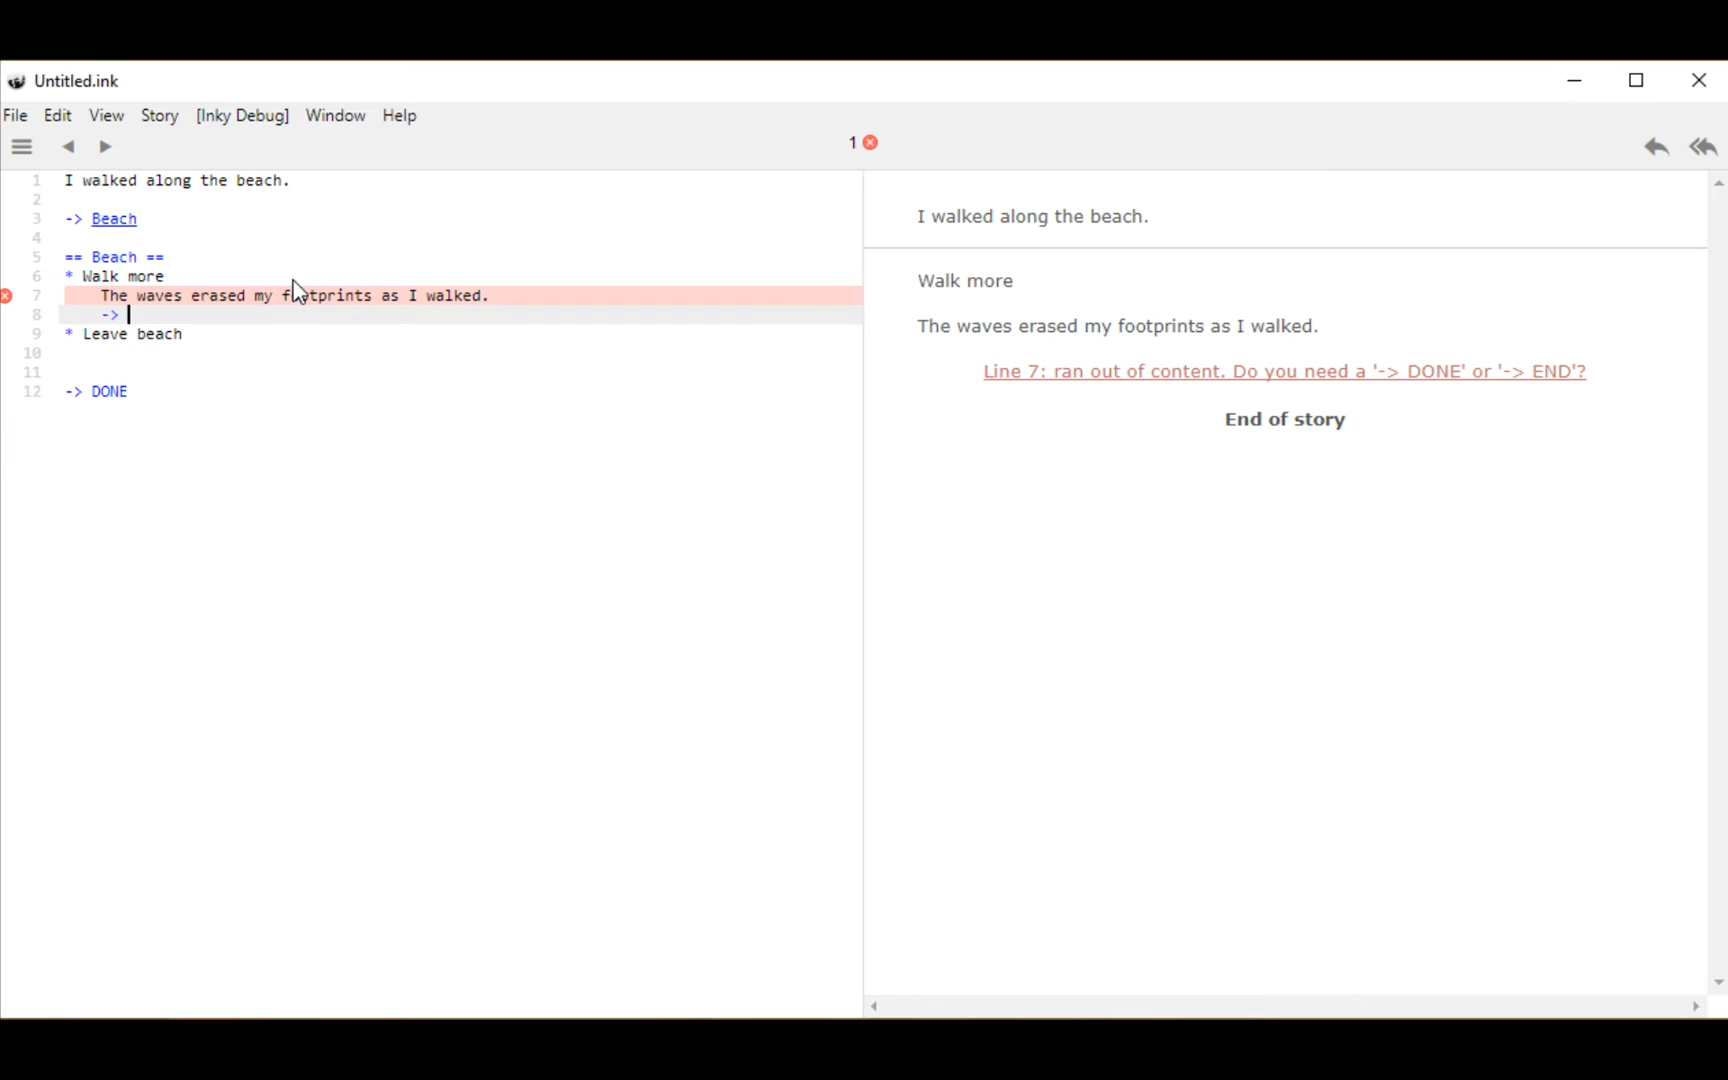 Untitled.ink
File Edit View Story [Inky Debug] Window Help
1
1 I walked along the beach.
2
3 -> Beach
4
5 == Beach ==
6 * Walk more
7 The waves erased my footprints as I walked.
8 ->
9 * Leave beach
10
11
12 -> DONE
I walked along the beach.
Walk more
The waves erased my footprints as I walked.
Line 7: ran out of content. Do you need a '-> DONE' or '-> END'?
End of story